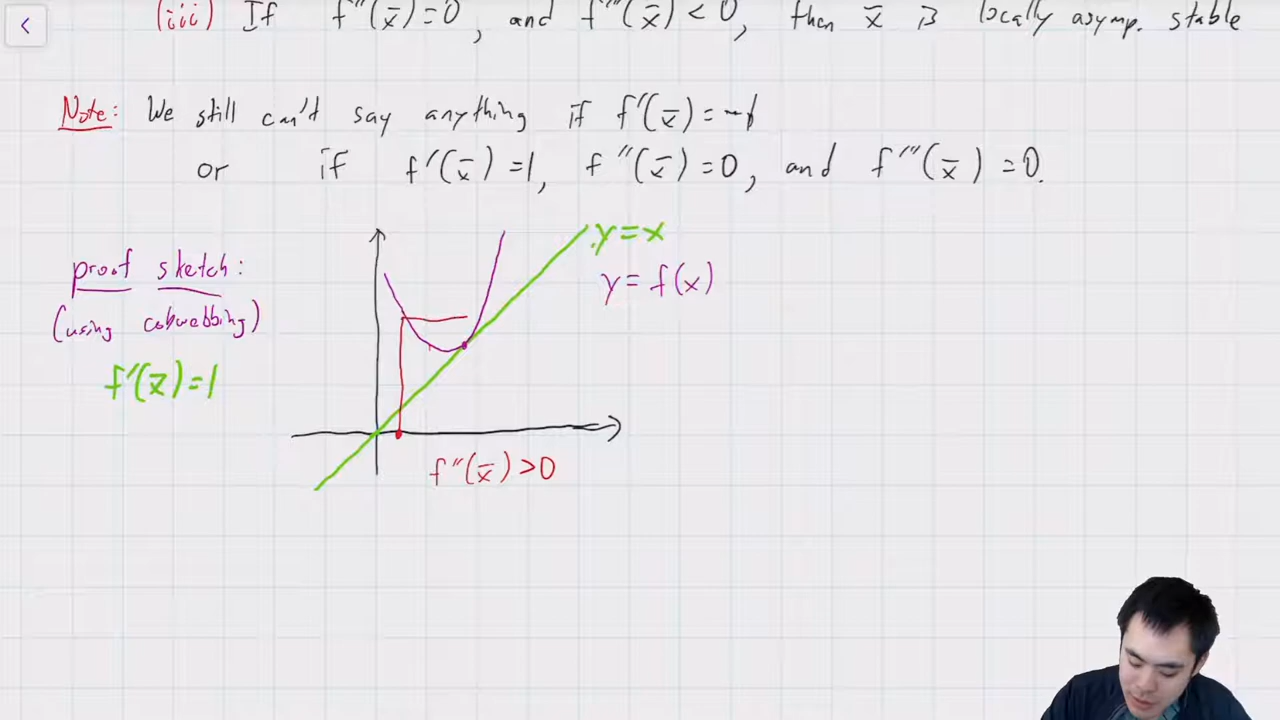 (iii) If f''(x̄)=0, and f'''(x̄) < 0, then x̄ is locally asymp. stable
Note: We still can't say anything if f'(x̄) = -1
or if f'(x̄) = 1, f''(x̄) = 0, and f'''(x̄) = 0.
proof sketch:
(using cobwebbing)
f'(x̄)=1
y=x
y = f(x)
f''(x̄) > 0